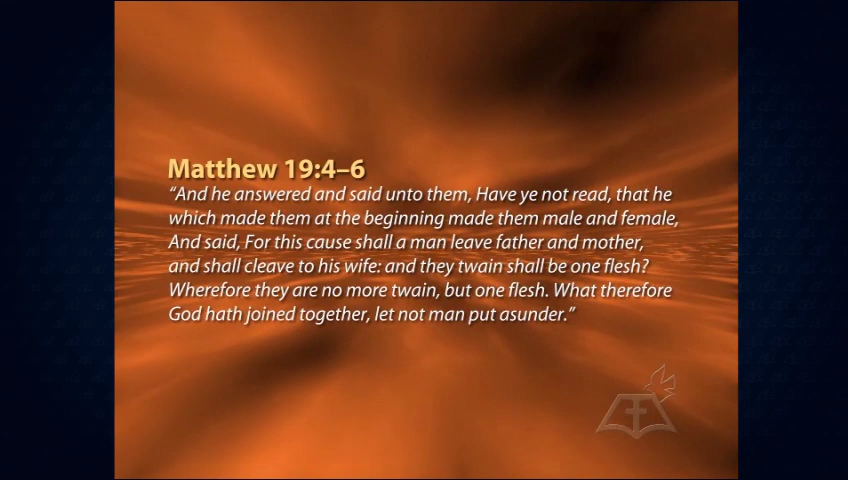 Matthew 19:4–6
“And he answered and said unto them, Have ye not read, that he
which made them at the beginning made them male and female,
And said, For this cause shall a man leave father and mother,
and shall cleave to his wife: and they twain shall be one flesh?
Wherefore they are no more twain, but one flesh. What therefore
God hath joined together, let not man put asunder.”